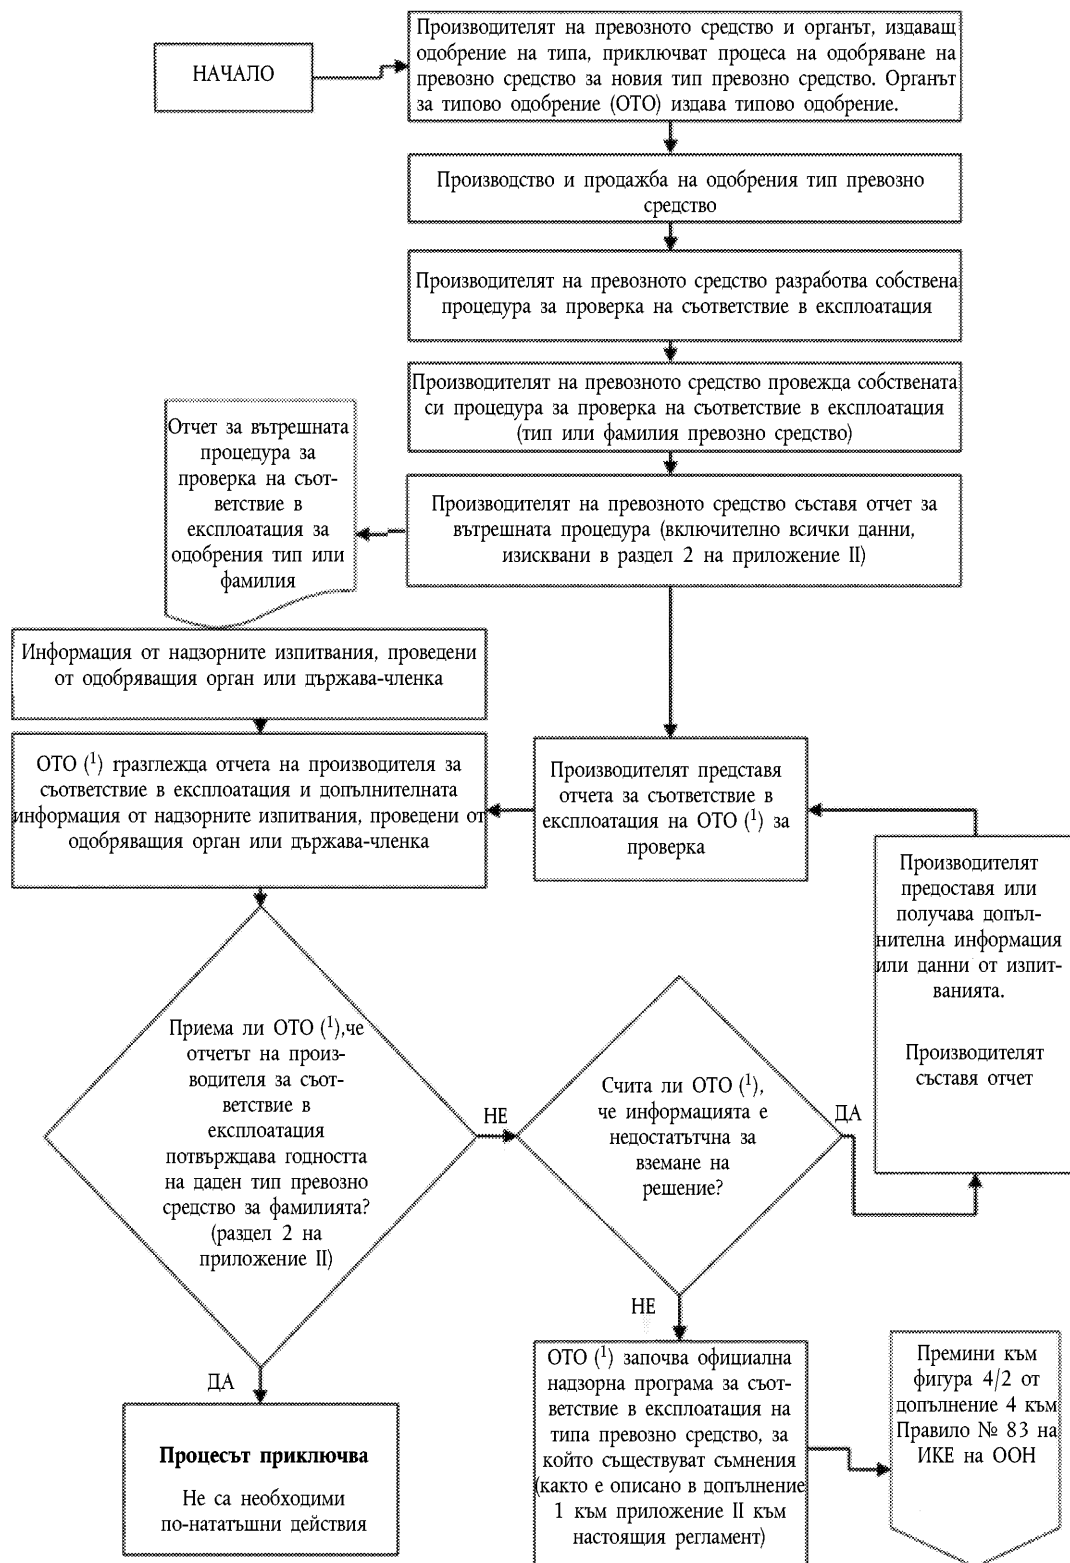 НАЧАЛО
Производителят на превозното средство и органът, издаващ
одобрение на типа, приключват процеса на одобряване на
превозно средство за новия тип превозно средство. Органът
за типово одобрение (ОТО) издава типово одобрение.
Производство и продажба на одобрения тип превозно
средство
Производителят на превозното средство разработва собствена
процедура за проверка на съответствие в експлоатация
Производителят на превозното средство провежда собствената
си процедура за проверка на съответствие в експлоатация
(тип или фамилия превозно средство)
Отчет за вътрешната
процедура за
проверка на съот-
ветствие в
експлоатация за
одобрения тип или
фамилия
Производителят на превозното средство съставя отчет за
вътрешната процедура (включително всички данни,
изисквани в раздел 2 на приложение II)
Информация от надзорните изпитвания, проведени
от одобряващия орган или държава-членка
ОТО (¹) rразглежда отчета на производителя за
съответствие в експлоатация и допълнителната
информация от надзорните изпитвания, проведени от
одобряващия орган или държава-членка
Производителят представя
отчета за съответствие в
експлоатация на ОТО (¹) за
проверка
Производителят
предоставя или
получава допъл-
нителна информация
или данни от изпит-
ванията.
Производителят
съставя отчет
Приема ли ОТО (¹),че
отчетът на произ-
водителя за съот-
ветствие в
експлоатация
потвърждава годността
на даден тип превозно
средство за фамилията?
(раздел 2 на
приложение II)
НЕ
Счита ли ОТО (¹),
че информацията е
недостатътчна за
вземане на
решение?
ДА
НЕ
ДА
Процесът приключва
Не са необходими
по-нататъшни действия
ОТО (¹) започва официална
надзорна програма за съот-
ветствие в експлоатация на
типа превозно средство, за
който съществуват съмнения
(както е описано в допълнение
1 към приложение II към
настоящия регламент)
Премини към
фигура 4/2 от
допълнение 4 към
Правило № 83 на
ИКЕ на ООН